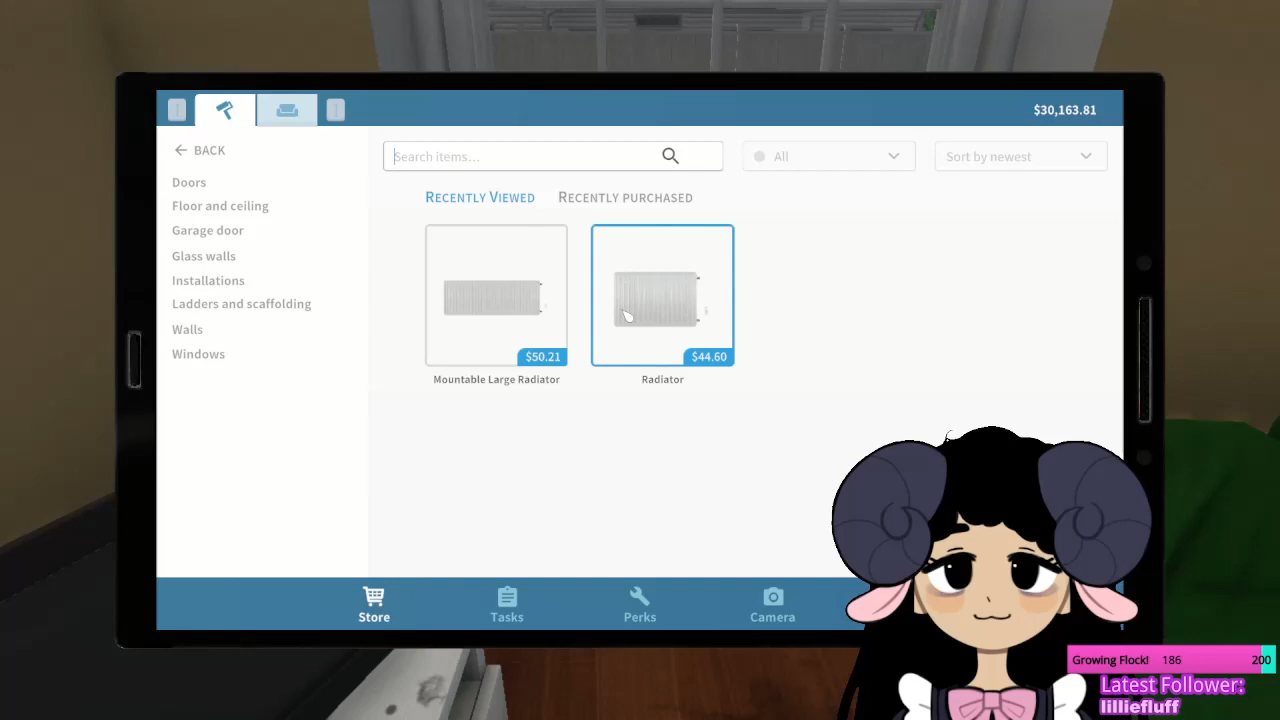 $30,163.81
BACK
Search items...
All
Sort by newest
Doors
Floor and ceiling
Garage door
Glass walls
Installations
Ladders and scaffolding
Walls
Windows
RECENTLY VIEWED
RECENTLY PURCHASED
$50.21
$44.60
Mountable Large Radiator
Radiator
Store
Tasks
Perks
Camera
Growing Flock! 186 200
Latest Follower:
lilliefluff